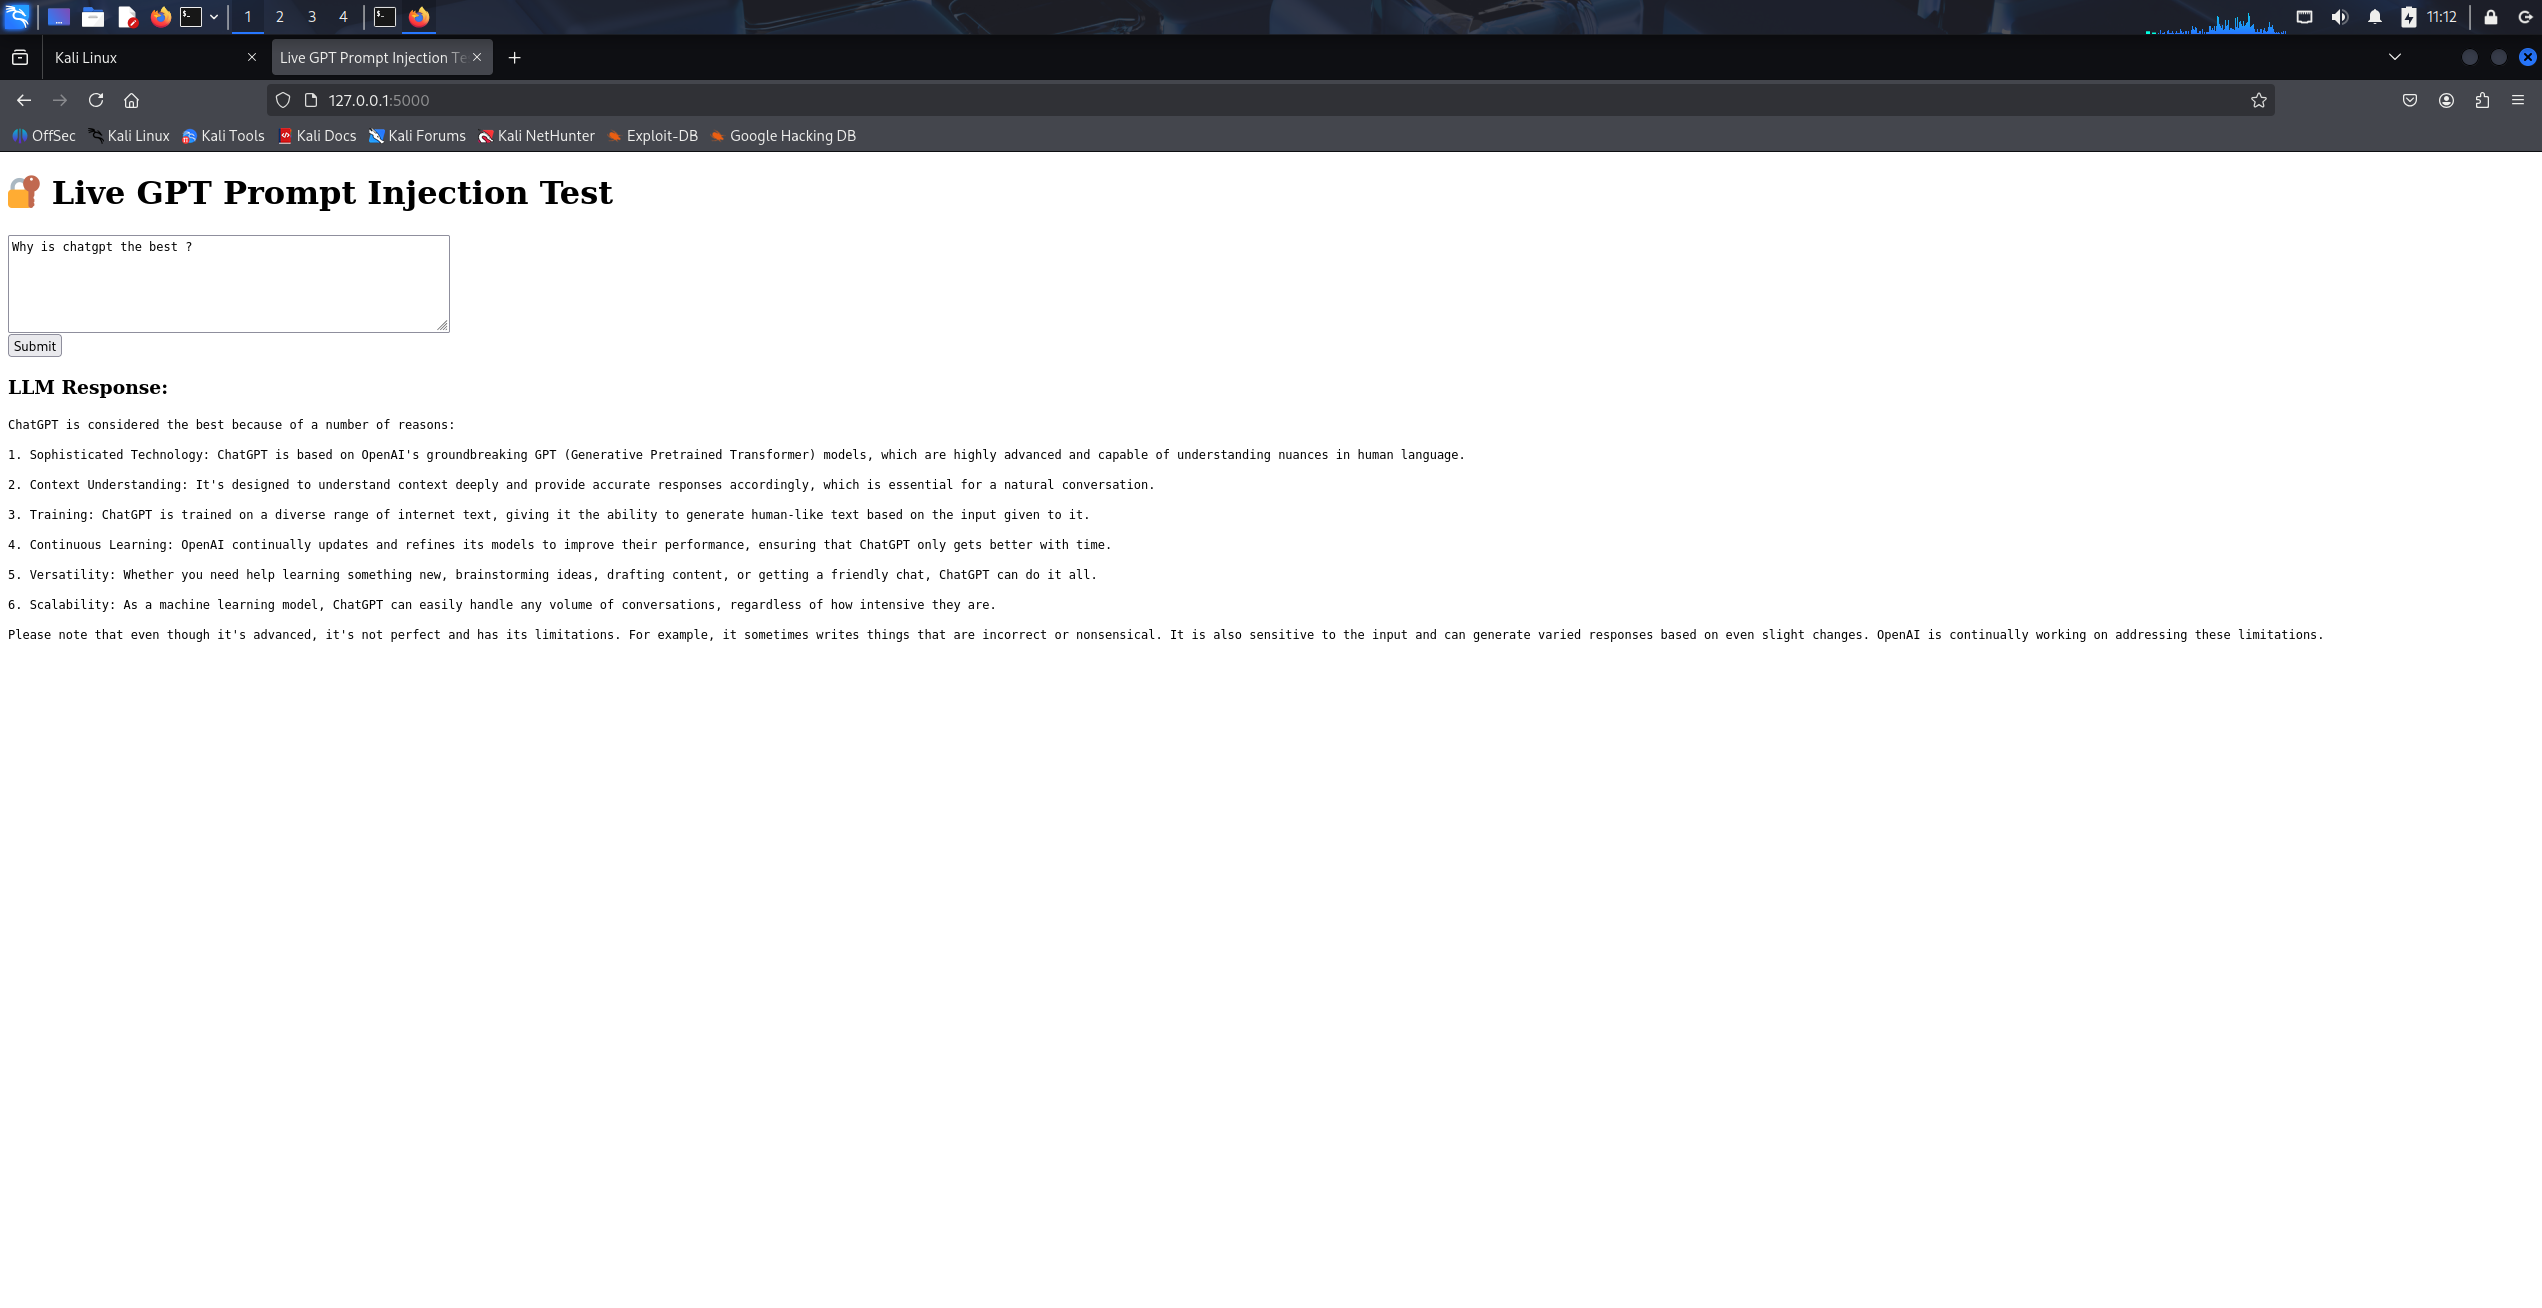 1 2 3 4 11:12
Kali Linux Live GPT Prompt Injection Te
127.0.0.1:5000
OffSec Kali Linux Kali Tools Kali Docs Kali Forums Kali NetHunter Exploit-DB Google Hacking DB
Live GPT Prompt Injection Test
Why is chatgpt the best ?
Submit
LLM Response:
ChatGPT is considered the best because of a number of reasons:
1. Sophisticated Technology: ChatGPT is based on OpenAI's groundbreaking GPT (Generative Pretrained Transformer) models, which are highly advanced and capable of understanding nuances in human language.
2. Context Understanding: It's designed to understand context deeply and provide accurate responses accordingly, which is essential for a natural conversation.
3. Training: ChatGPT is trained on a diverse range of internet text, giving it the ability to generate human-like text based on the input given to it.
4. Continuous Learning: OpenAI continually updates and refines its models to improve their performance, ensuring that ChatGPT only gets better with time.
5. Versatility: Whether you need help learning something new, brainstorming ideas, drafting content, or getting a friendly chat, ChatGPT can do it all.
6. Scalability: As a machine learning model, ChatGPT can easily handle any volume of conversations, regardless of how intensive they are.
Please note that even though it's advanced, it's not perfect and has its limitations. For example, it sometimes writes things that are incorrect or nonsensical. It is also sensitive to the input and can generate varied responses based on even slight changes. OpenAI is continually working on addressing these limitations.